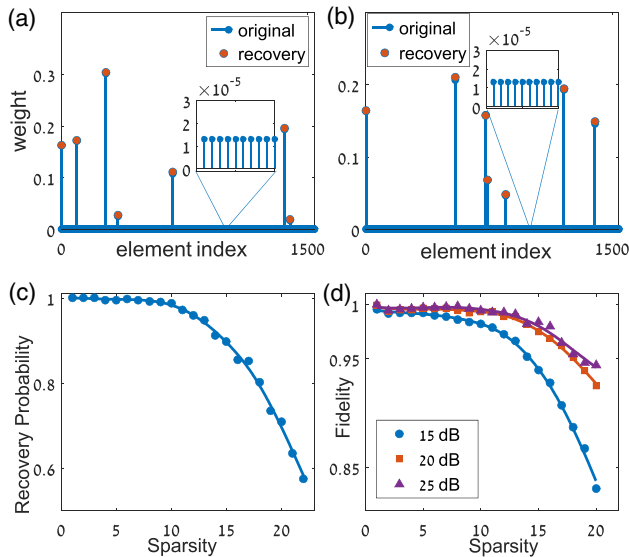 (a)
original
recovery
weight
0.3
0.2
0.1
0
×10⁻⁵
3
2
1
0
0
element index
1500
(b)
original
recovery
0.2
0.1
0
×10⁻⁵
3
2
1
0
0
element index
1500
(c)
Recovery Probability
1
0.8
0.6
0
5
10
15
20
Sparsity
(d)
Fidelity
1
0.95
0.85
15 dB
20 dB
25 dB
0
5
10
15
20
Sparsity